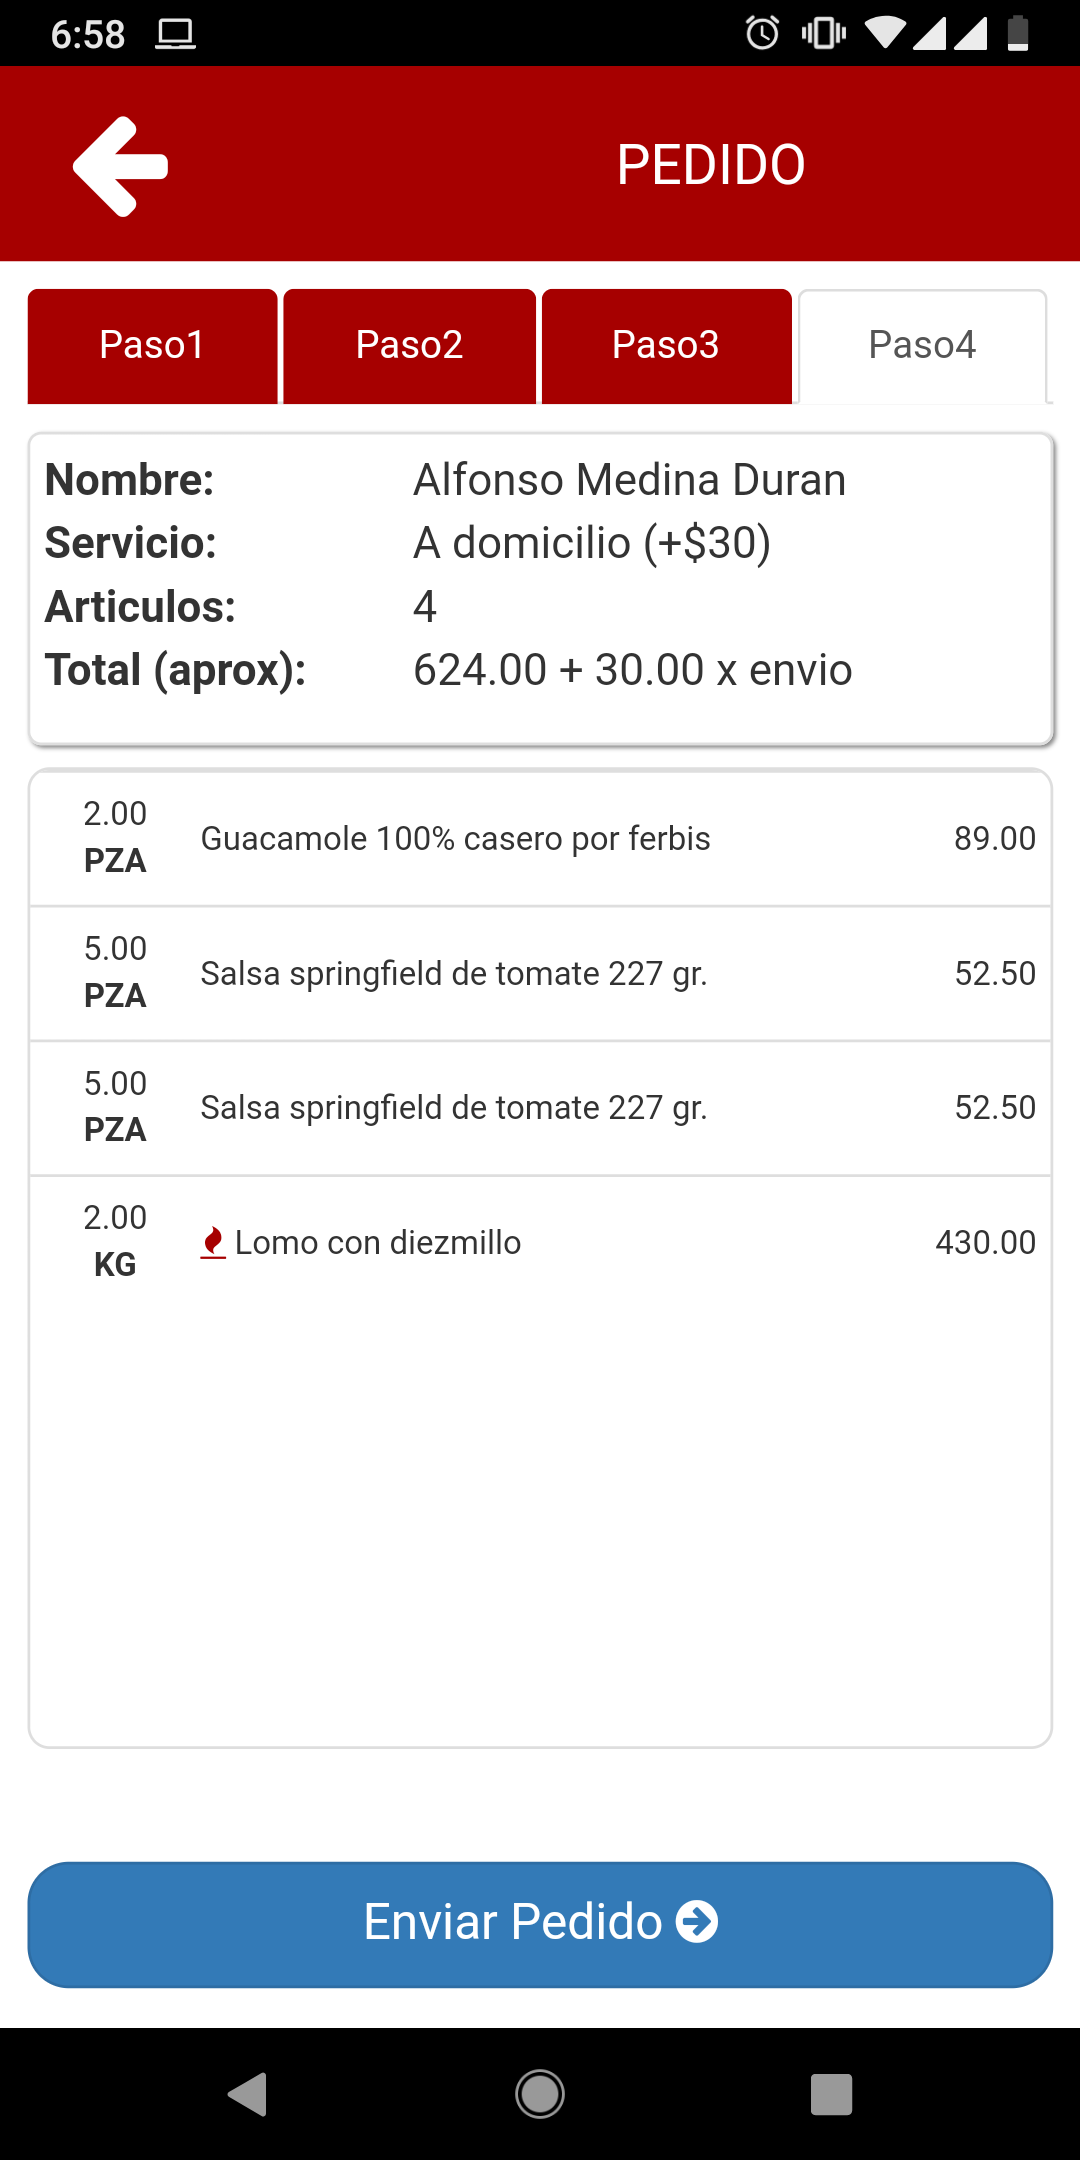 6:58
PEDIDO
Paso1 Paso2 Paso3 Paso4
Nombre: Alfonso Medina Duran
Servicio: A domicilio (+$30)
Articulos: 4
Total (aprox): 624.00 + 30.00 x envio
2.00
PZA Guacamole 100% casero por ferbis 89.00
5.00
PZA Salsa springfield de tomate 227 gr. 52.50
5.00
PZA Salsa springfield de tomate 227 gr. 52.50
2.00
KG Lomo con diezmillo 430.00
Enviar Pedido